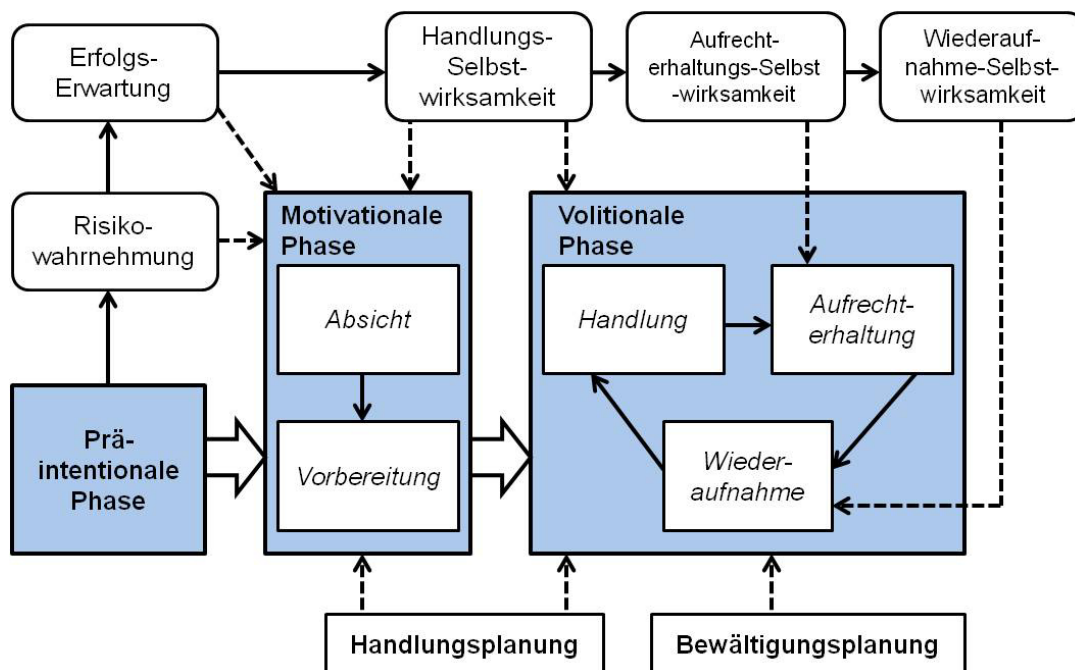 Erfolgs-
Erwartung
Handlungs-
Selbst-
wirksamkeit
Aufrecht-
erhaltungs-Selbst
-wirksamkeit
Wiederauf-
nahme-Selbst-
wirksamkeit
Risiko-
wahrnehmung
Motivationale
Phase
Volitionale
Phase
Absicht
Handlung
Aufrecht-
erhaltung
Prä-
intentionale
Phase
Vorbereitung
Wieder-
aufnahme
Handlungsplanung
Bewältigungsplanung